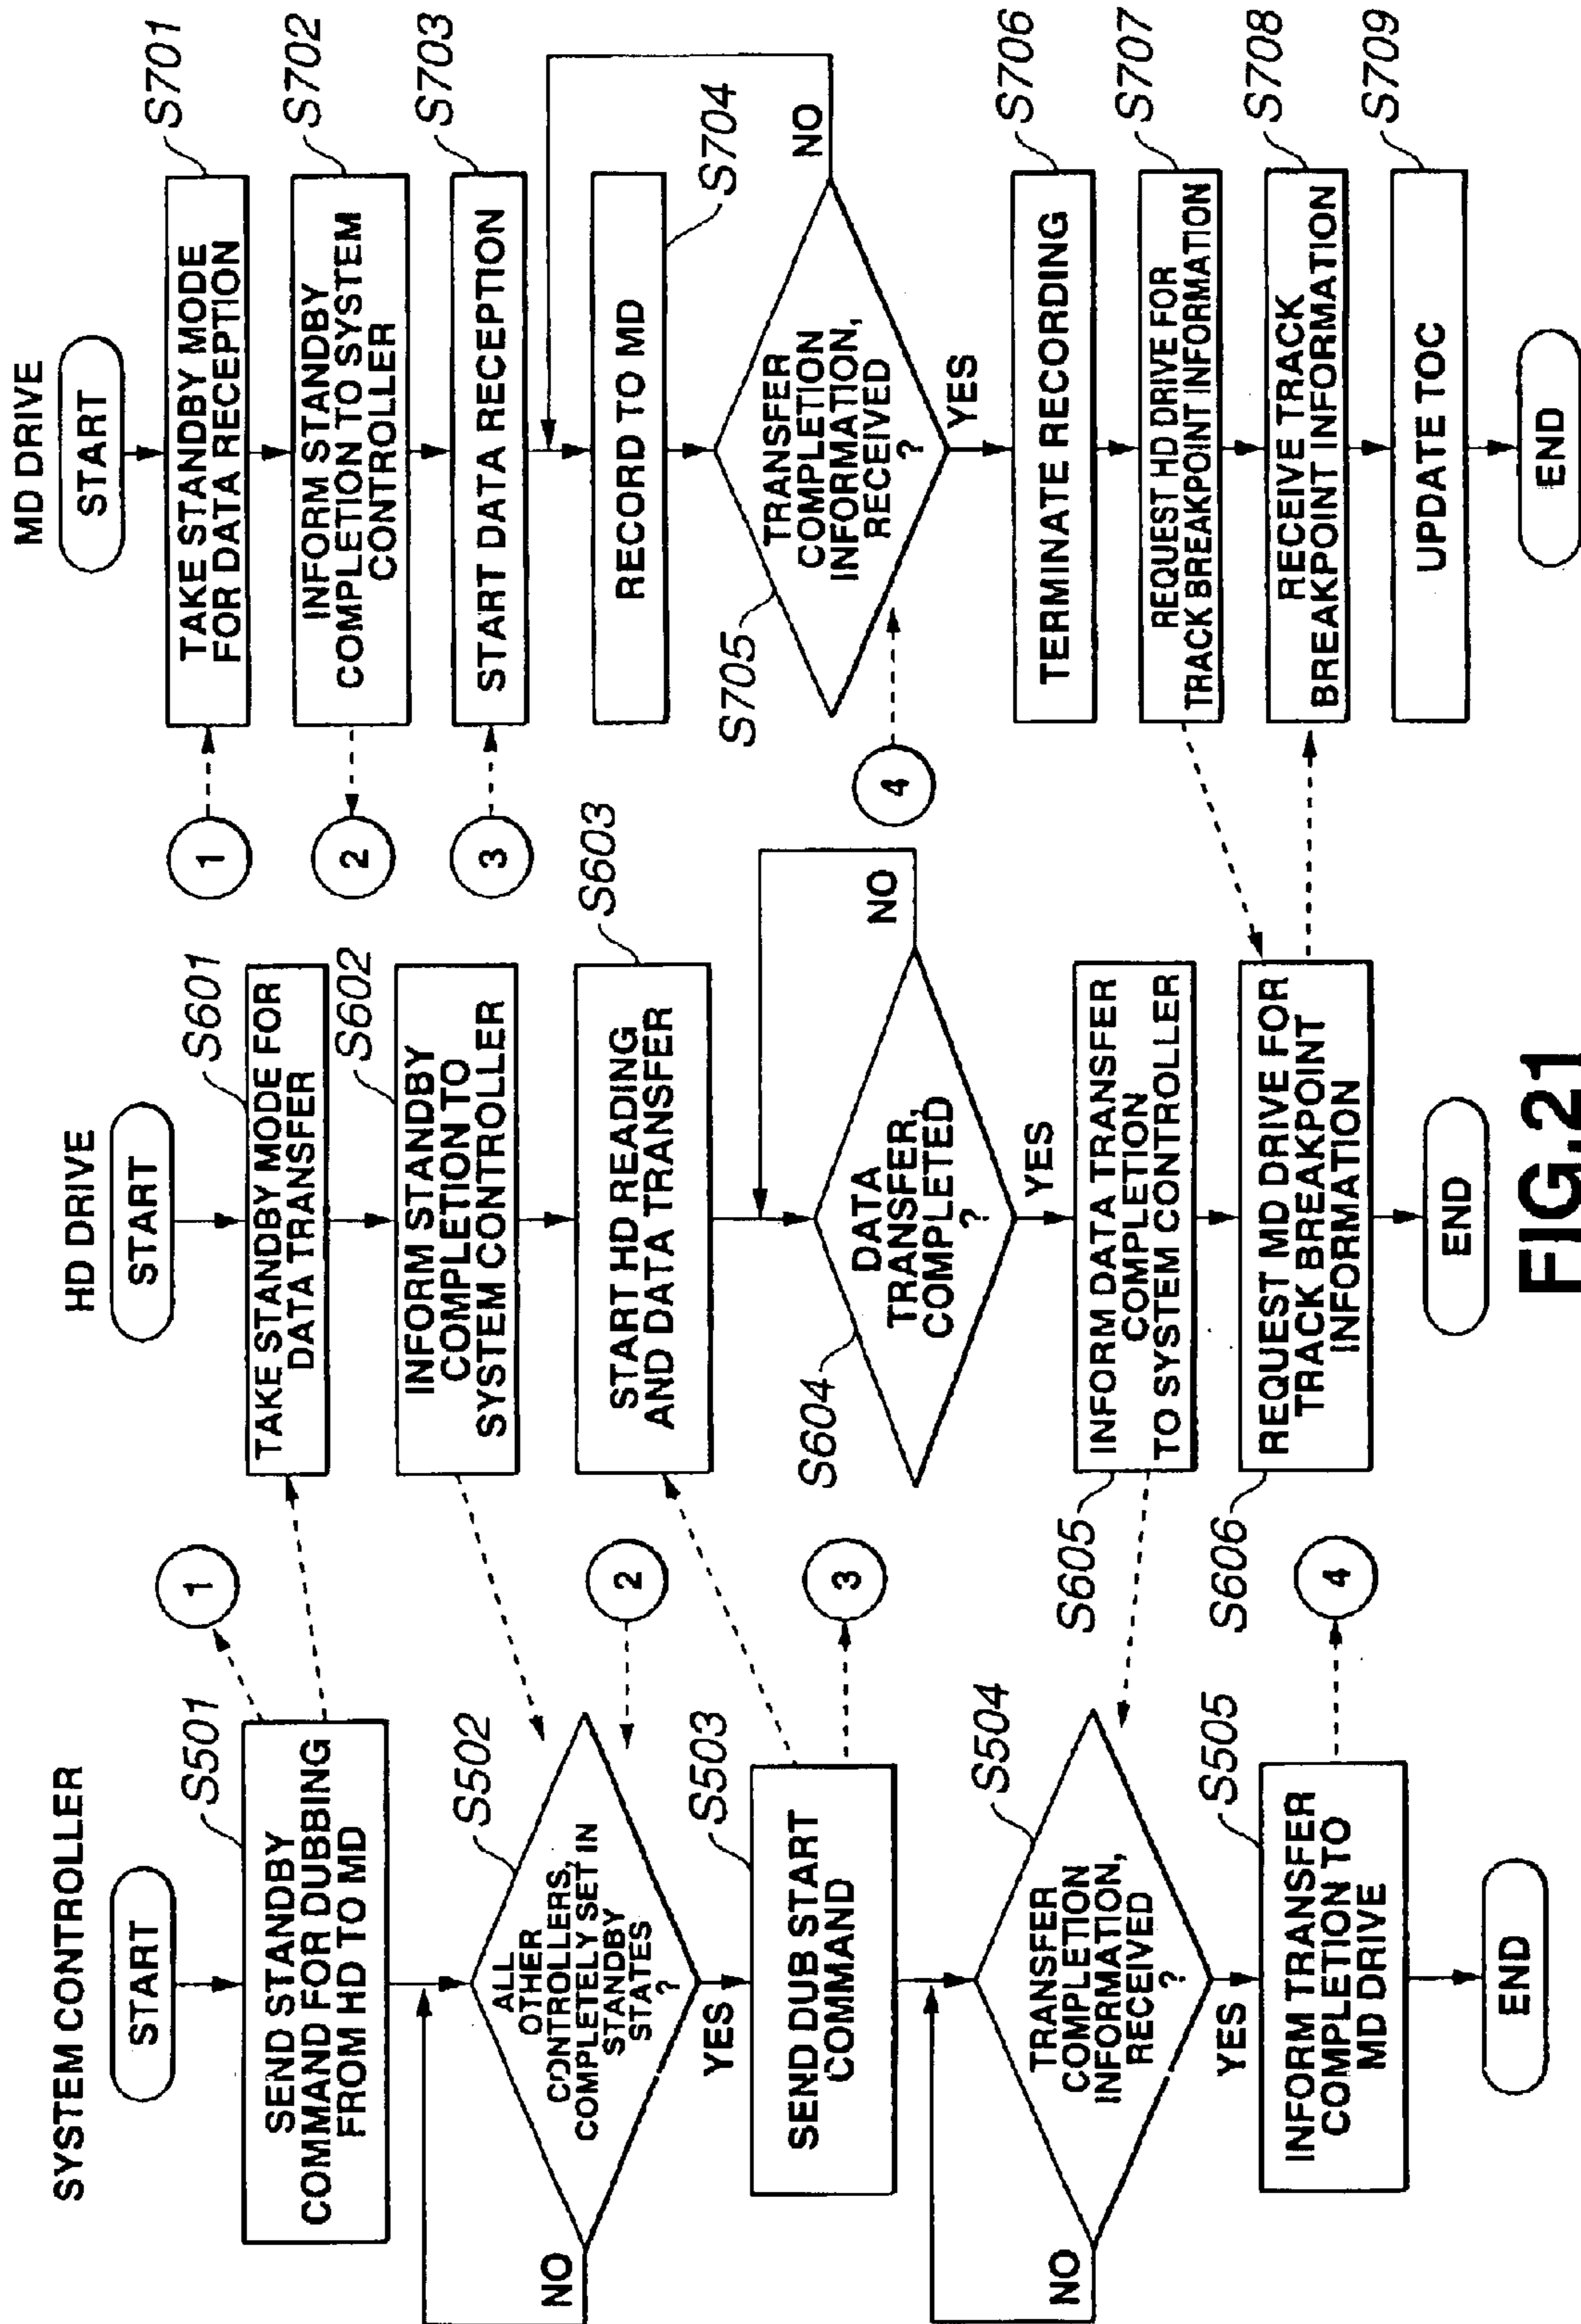 SYSTEM CONTROLLER
START
S501
SEND STANDBY
COMMAND FOR DUBBING
FROM HD TO MD
1
S502
ALL
OTHER
CONTROLLERS,
COMPLETELY SET IN
STANDBY
STATES
?
NO
YES
2
S503
SEND DUB START
COMMAND
3
S504
TRANSFER
COMPLETION
INFORMATION,
RECEIVED
?
NO
YES
S505
INFORM TRANSFER
COMPLETION TO
MD DRIVE
4
END
HD DRIVE
START
S601
TAKE STANDBY MODE FOR
DATA TRANSFER
S602
INFORM STANDBY
COMPLETION TO
SYSTEM CONTROLLER
S603
START HD READING
AND DATA TRANSFER
S604
DATA
TRANSFER,
COMPLETED
?
NO
YES
S605
INFORM DATA TRANSFER
COMPLETION
TO SYSTEM CONTROLLER
S606
REQUEST MD DRIVE FOR
TRACK BREAKPOINT
INFORMATION
END
MD DRIVE
START
1
S701
TAKE STANDBY MODE
FOR DATA RECEPTION
2
S702
INFORM STANDBY
COMPLETION TO SYSTEM
CONTROLLER
3
S703
START DATA RECEPTION
S704
RECORD TO MD
S705
TRANSFER
COMPLETION
INFORMATION,
RECEIVED
?
NO
YES
4
S706
TERMINATE RECORDING
S707
REQUEST HD DRIVE FOR
TRACK BREAKPOINT INFORMATION
S708
RECEIVE TRACK
BREAKPOINT INFORMATION
S709
UPDATE TOC
END
FIG.21